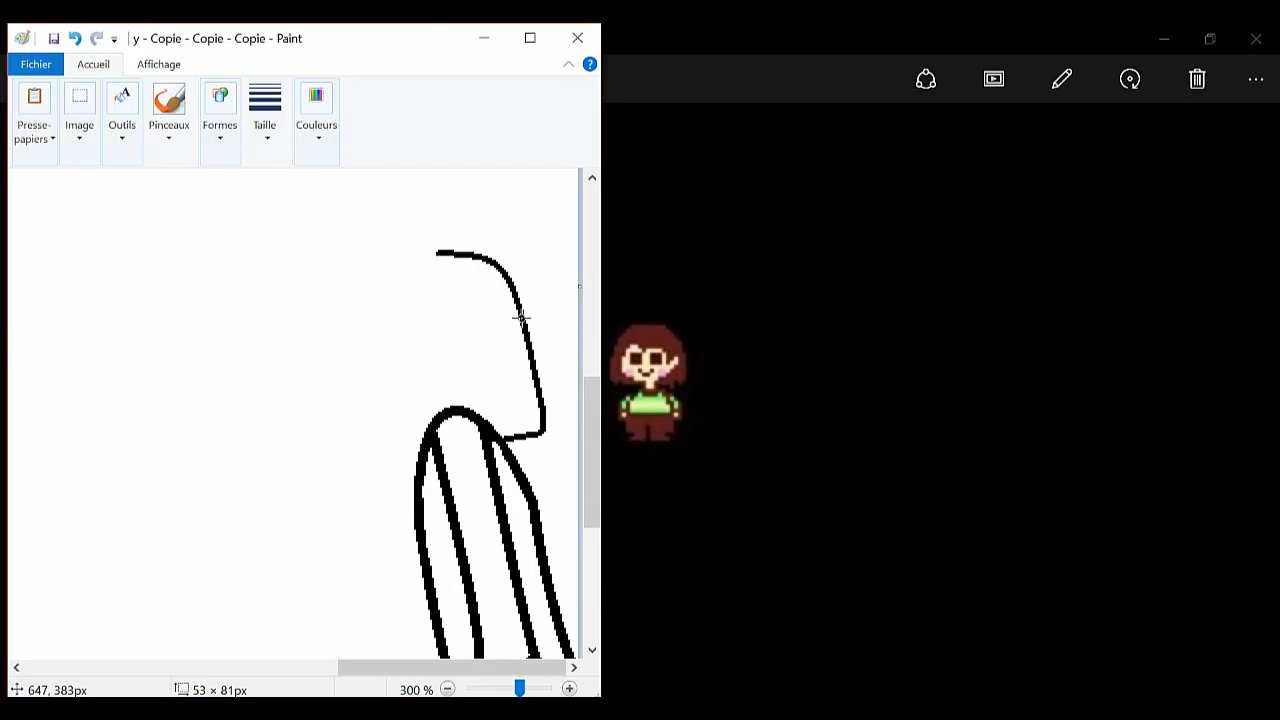 y - Copie - Copie - Copie - Paint
Fichier
Accueil
Affichage
Presse-
papiers
Image
Outils
Pinceaux
Formes
Taille
Couleurs
647, 383px
53 × 81px
300 %